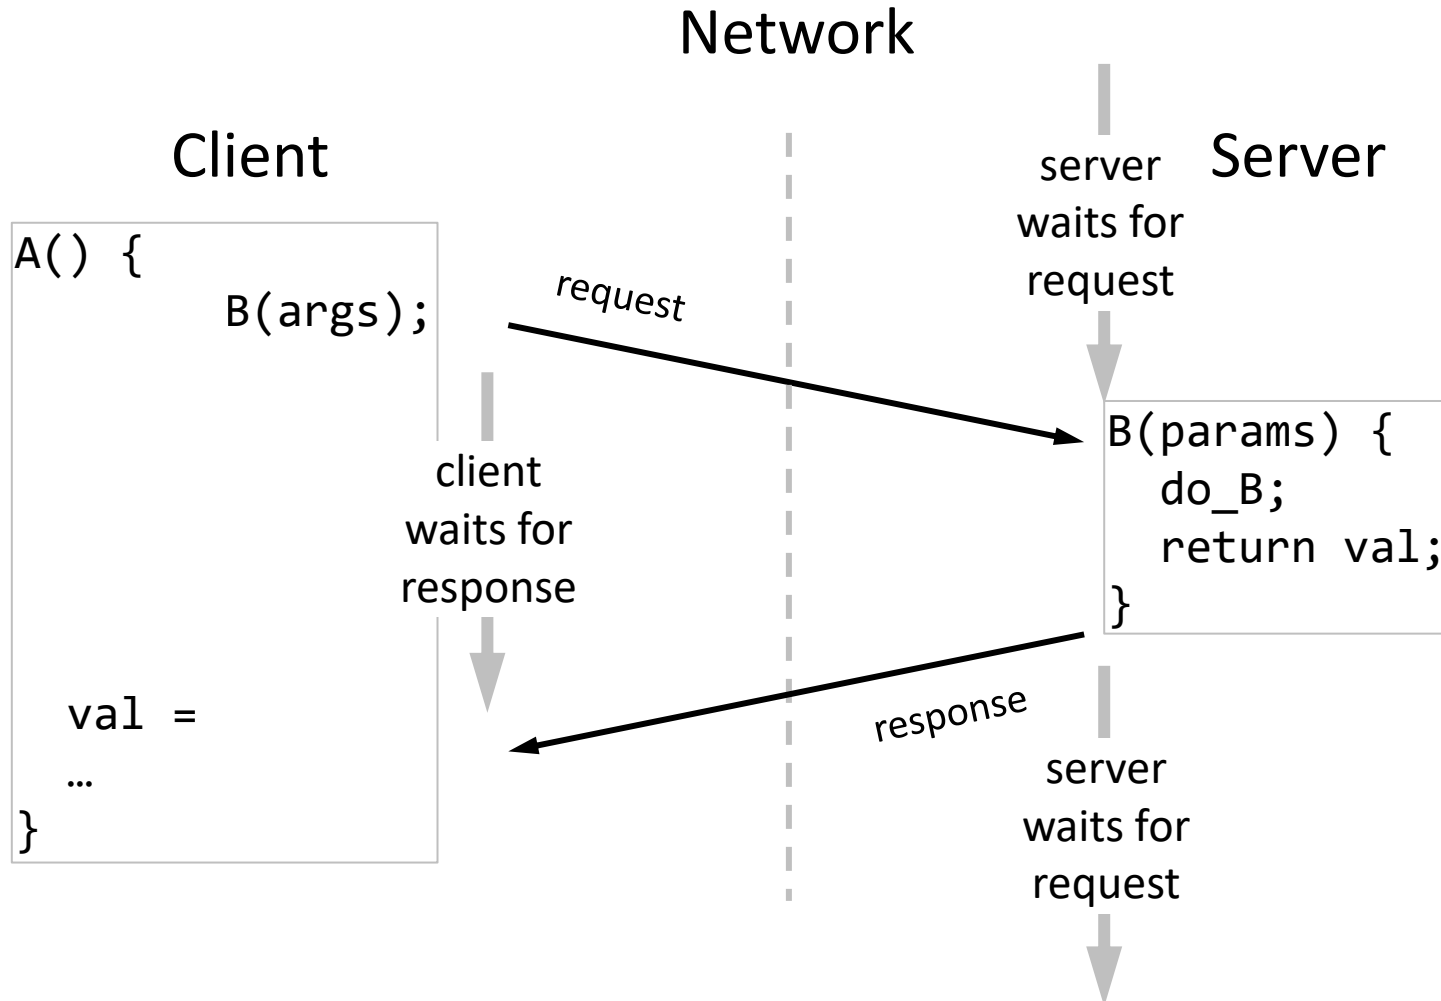 Network
Client
A() {
B(args);
request
client
waits for
response
val =
…
}
server
waits for
request
Server
B(params) {
do_B;
return val;
}
response
server
waits for
request